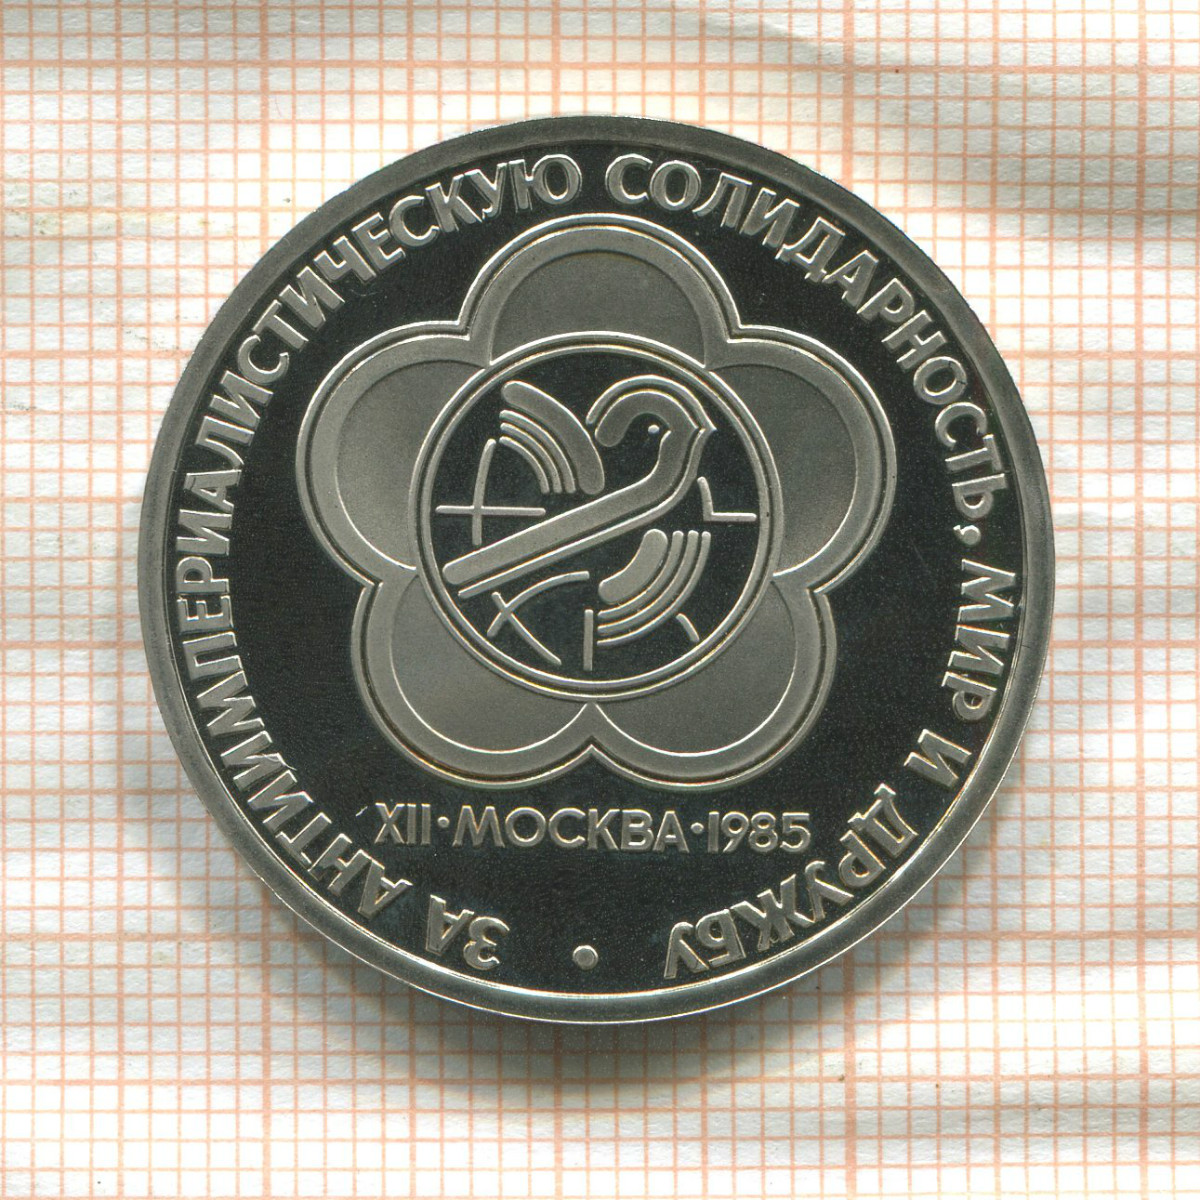 ЗА АНТИИМПЕРИАЛИСТИЧЕСКУЮ СОЛИДАРНОСТЬ, МИР И ДРУЖБУ
XII·МОСКВА·1985